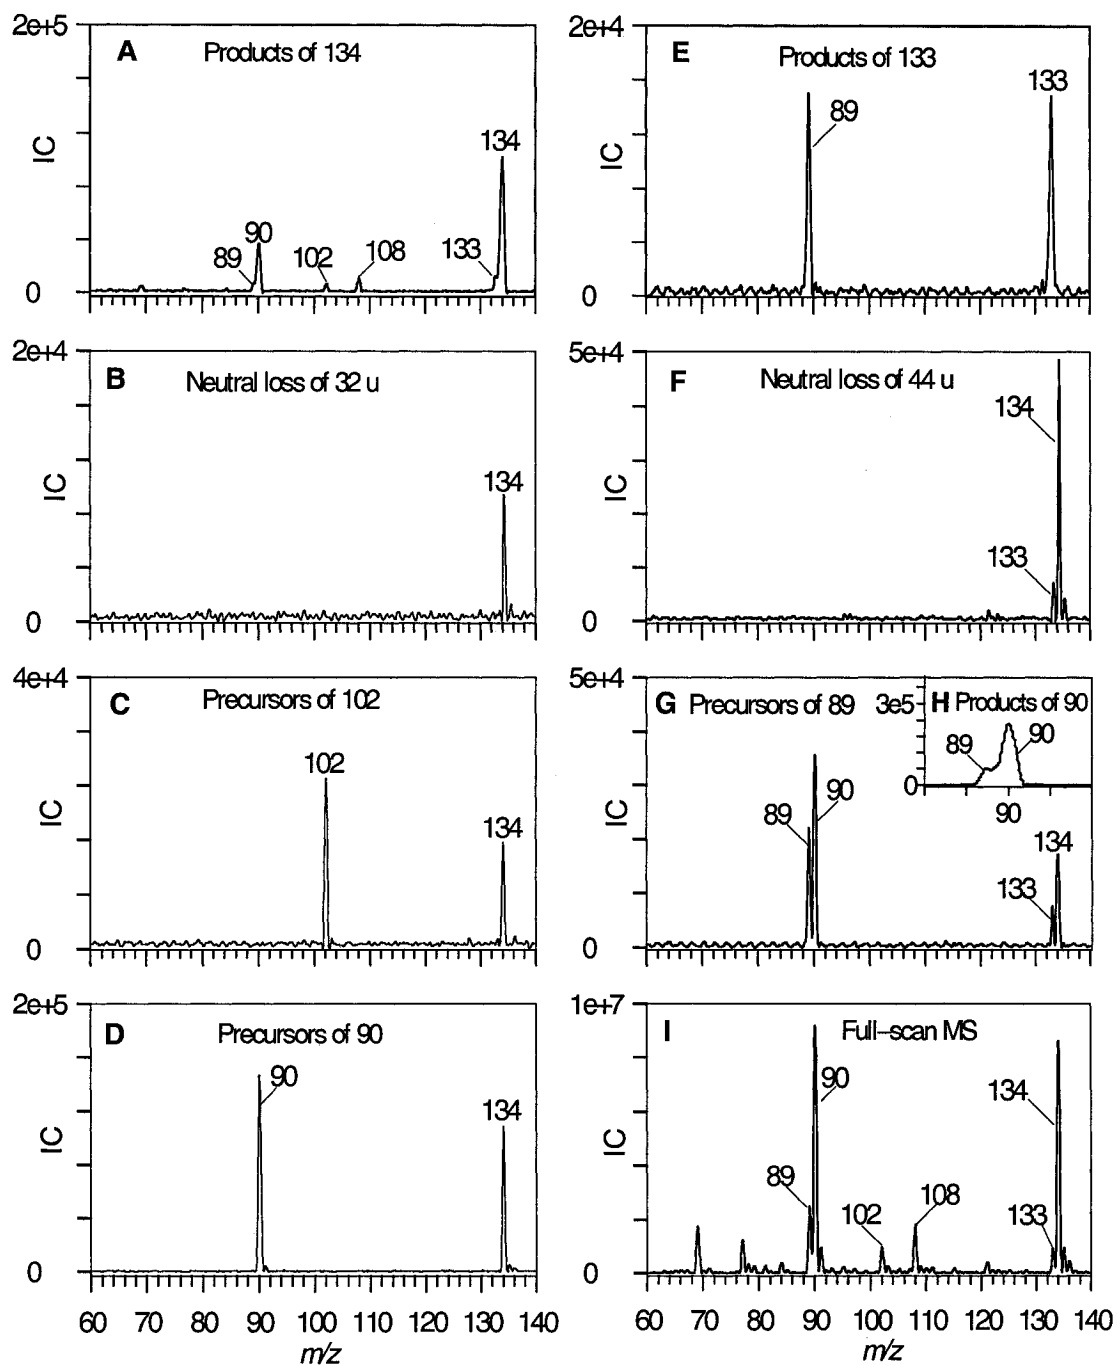 2e+5
A Products of 134
IC
134
90
89
102
108
133
0
2e+4
E Products of 133
IC
133
89
0
2e+4
B Neutral loss of 32 u
IC
134
0
5e+4
F Neutral loss of 44 u
IC
134
133
0
4e+4
C Precursors of 102
IC
102
134
0
5e+4
G Precursors of 89
IC
89
90
134
133
0
3e5 H Products of 90
89
90
0
90
2e+5
D Precursors of 90
IC
90
134
0
60 70 80 90 100 110 120 130 140
m/z
1e+7
I Full-scan MS
IC
90
134
89
102
108
133
0
60 70 80 90 100 110 120 130 140
m/z